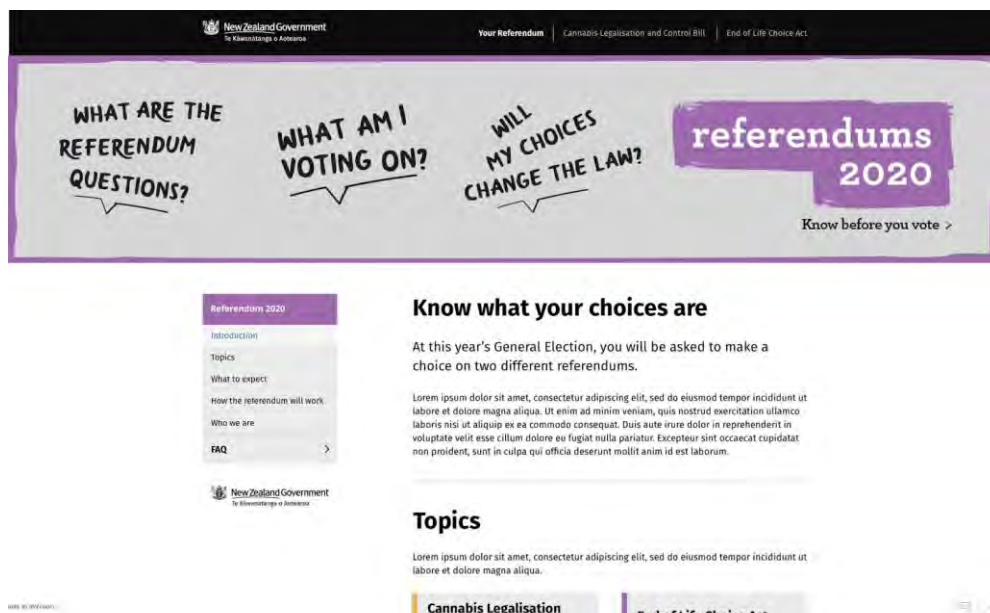 New Zealand Government
Te Kāwanatanga o Aotearoa
Your Referendum
Cannabis Legalisation and Control Bill
End of Life Choice Act
WHAT ARE THE
REFERENDUM
QUESTIONS?
WHAT AM I
VOTING ON?
WILL
MY CHOICES
CHANGE THE LAW?
referendums
2020
Know before you vote >
Referendum 2020
Introduction
Topics
What to expect
How the referendum will work
Who we are
FAQ >
New Zealand Government
Te Kāwanatanga o Aotearoa
Know what your choices are
At this year's General Election, you will be asked to make a
choice on two different referendums.
Lorem ipsum dolor sit amet, consectetur adipiscing elit, sed do eiusmod tempor incididunt ut
labore et dolore magna aliqua. Ut enim ad minim veniam, quis nostrud exercitation ullamco
laboris nisi ut aliquip ex ea commodo consequat. Duis aute irure dolor in reprehenderit in
voluptate velit esse cillum dolore eu fugiat nulla pariatur. Excepteur sint occaecat cupidatat
non proident, sunt in culpa qui officia deserunt mollit anim id est laborum.
Topics
Lorem ipsum dolor sit amet, consectetur adipiscing elit, sed do eiusmod tempor incididunt ut
labore et dolore magna aliqua.
Cannabis Legalisation
End of Life Choice Act